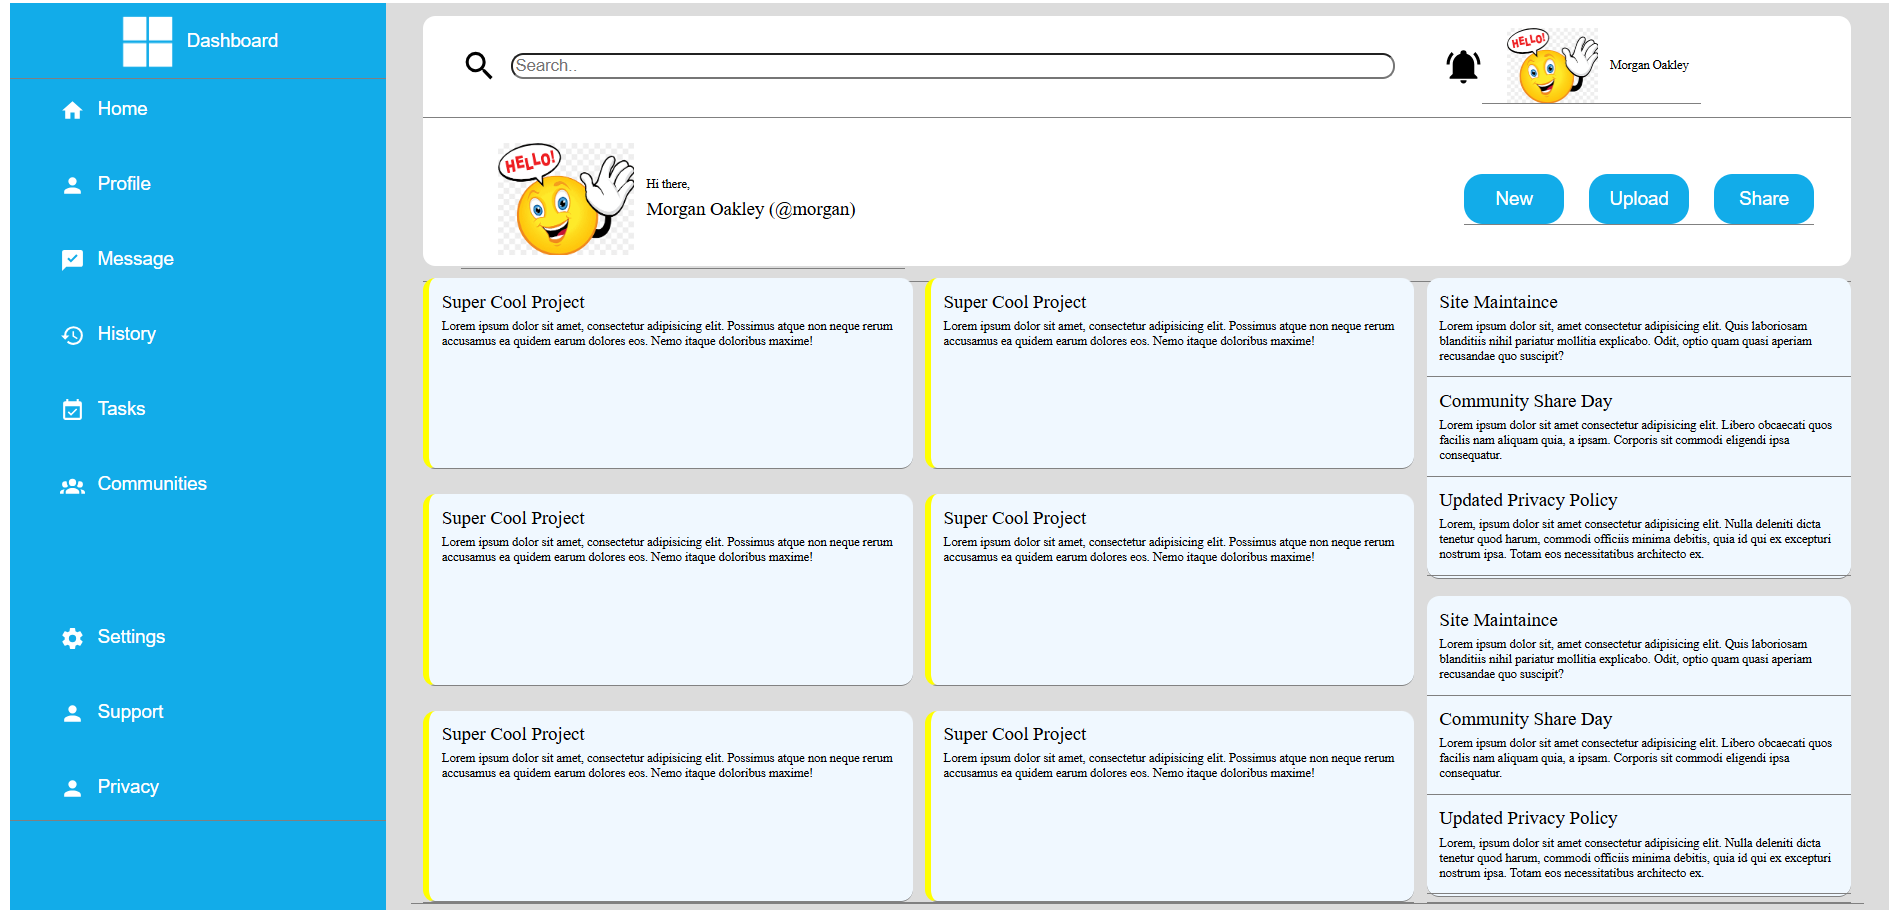 Dashboard
Home
Profile
Message
History
Tasks
Communities
Settings
Support
Privacy
Search..
HELLO!
Morgan Oakley
HELLO!
Hi there,
Morgan Oakley (@morgan)
New
Upload
Share
Super Cool Project
Lorem ipsum dolor sit amet, consectetur adipisicing elit. Possimus atque non neque rerum
accusamus ea quidem earum dolores eos. Nemo itaque doloribus maxime!
Super Cool Project
Lorem ipsum dolor sit amet, consectetur adipisicing elit. Possimus atque non neque rerum
accusamus ea quidem earum dolores eos. Nemo itaque doloribus maxime!
Super Cool Project
Lorem ipsum dolor sit amet, consectetur adipisicing elit. Possimus atque non neque rerum
accusamus ea quidem earum dolores eos. Nemo itaque doloribus maxime!
Super Cool Project
Lorem ipsum dolor sit amet, consectetur adipisicing elit. Possimus atque non neque rerum
accusamus ea quidem earum dolores eos. Nemo itaque doloribus maxime!
Super Cool Project
Lorem ipsum dolor sit amet, consectetur adipisicing elit. Possimus atque non neque rerum
accusamus ea quidem earum dolores eos. Nemo itaque doloribus maxime!
Super Cool Project
Lorem ipsum dolor sit amet, consectetur adipisicing elit. Possimus atque non neque rerum
accusamus ea quidem earum dolores eos. Nemo itaque doloribus maxime!
Site Maintaince
Lorem ipsum dolor sit, amet consectetur adipisicing elit. Quis laboriosam
blanditiis nihil pariatur mollitia explicabo. Odit, optio quam quasi aperiam
recusandae quo suscipit?
Community Share Day
Lorem ipsum dolor sit amet consectetur adipisicing elit. Libero obcaecati quos
facilis nam aliquam quia, a ipsam. Corporis sit commodi eligendi ipsa
consequatur.
Updated Privacy Policy
Lorem, ipsum dolor sit amet consectetur adipisicing elit. Nulla deleniti dicta
tenetur quod harum, commodi officiis minima debitis, quia id qui ex excepturi
nostrum ipsa. Totam eos necessitatibus architecto ex.
Site Maintaince
Lorem ipsum dolor sit, amet consectetur adipisicing elit. Quis laboriosam
blanditiis nihil pariatur mollitia explicabo. Odit, optio quam quasi aperiam
recusandae quo suscipit?
Community Share Day
Lorem ipsum dolor sit amet consectetur adipisicing elit. Libero obcaecati quos
facilis nam aliquam quia, a ipsam. Corporis sit commodi eligendi ipsa
consequatur.
Updated Privacy Policy
Lorem, ipsum dolor sit amet consectetur adipisicing elit. Nulla deleniti dicta
tenetur quod harum, commodi officiis minima debitis, quia id qui ex excepturi
nostrum ipsa. Totam eos necessitatibus architecto ex.